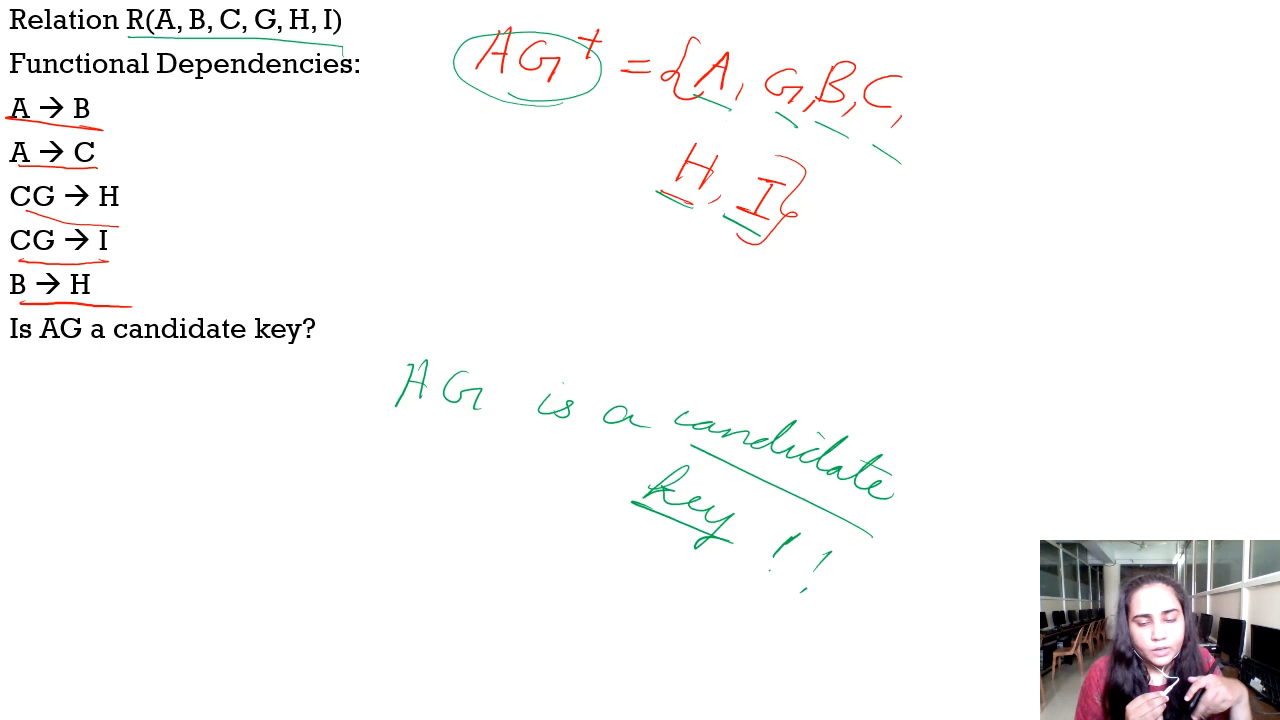 Relation R(A, B, C, G, H, I)
Functional Dependencies:
A → B
A → C
CG → H
CG → I
B → H
Is AG a candidate key?
AG⁺ = {A, G, B, C,
H, I}
AG is a candidate
key !!